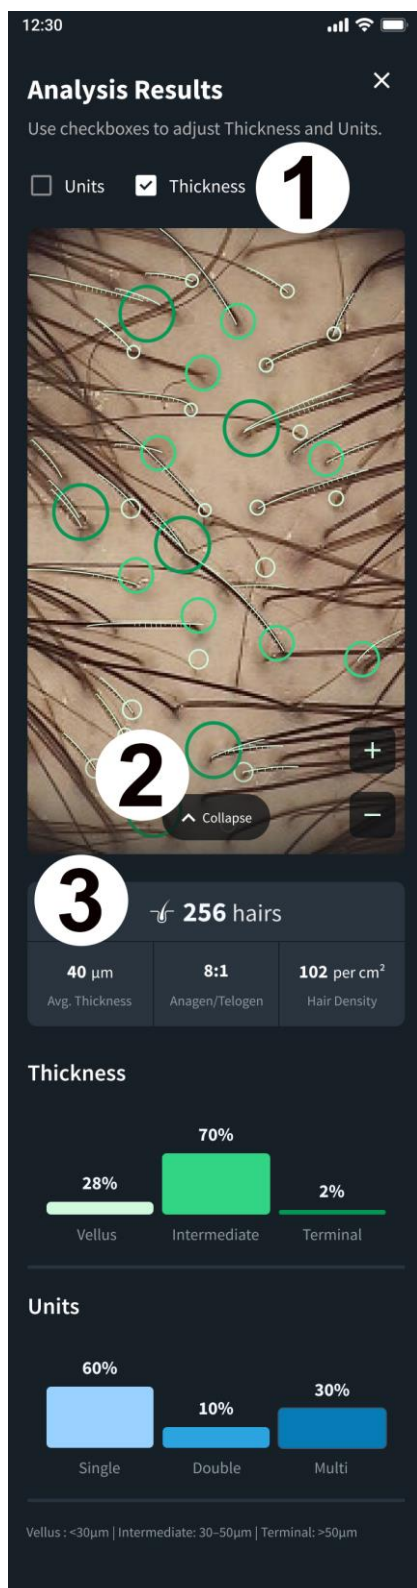 12:30
Analysis Results
Use checkboxes to adjust Thickness and Units.
Units Thickness 1
2
Collapse
+
−
3
256 hairs
40 μm 8:1 102 per cm²
Avg. Thickness Anagen/Telogen Hair Density
Thickness
28% 70% 2%
Vellus Intermediate Terminal
Units
60% 10% 30%
Single Double Multi
Vellus : <30μm | Intermediate: 30–50μm | Terminal: >50μm